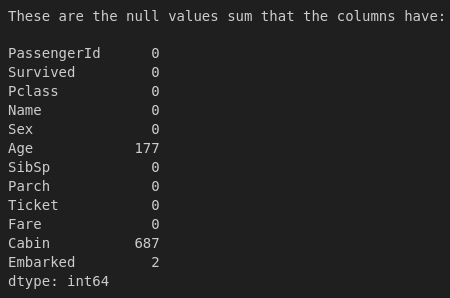 These are the null values sum that the columns have:
PassengerId      0
Survived         0
Pclass           0
Name             0
Sex              0
Age            177
SibSp            0
Parch            0
Ticket           0
Fare             0
Cabin          687
Embarked         2
dtype: int64